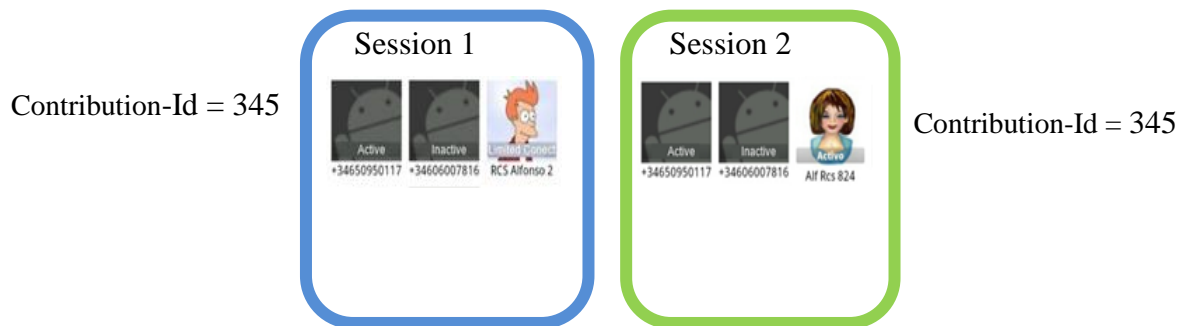 Session 1
Session 2
Contribution-Id = 345
Contribution-Id = 345
Active
Inactive
Limited Conect
+34650950117
+34606007816
RCS Alfonso 2
Active
Inactive
Activo
+34650950117
+34606007816
Alf Rcs 824